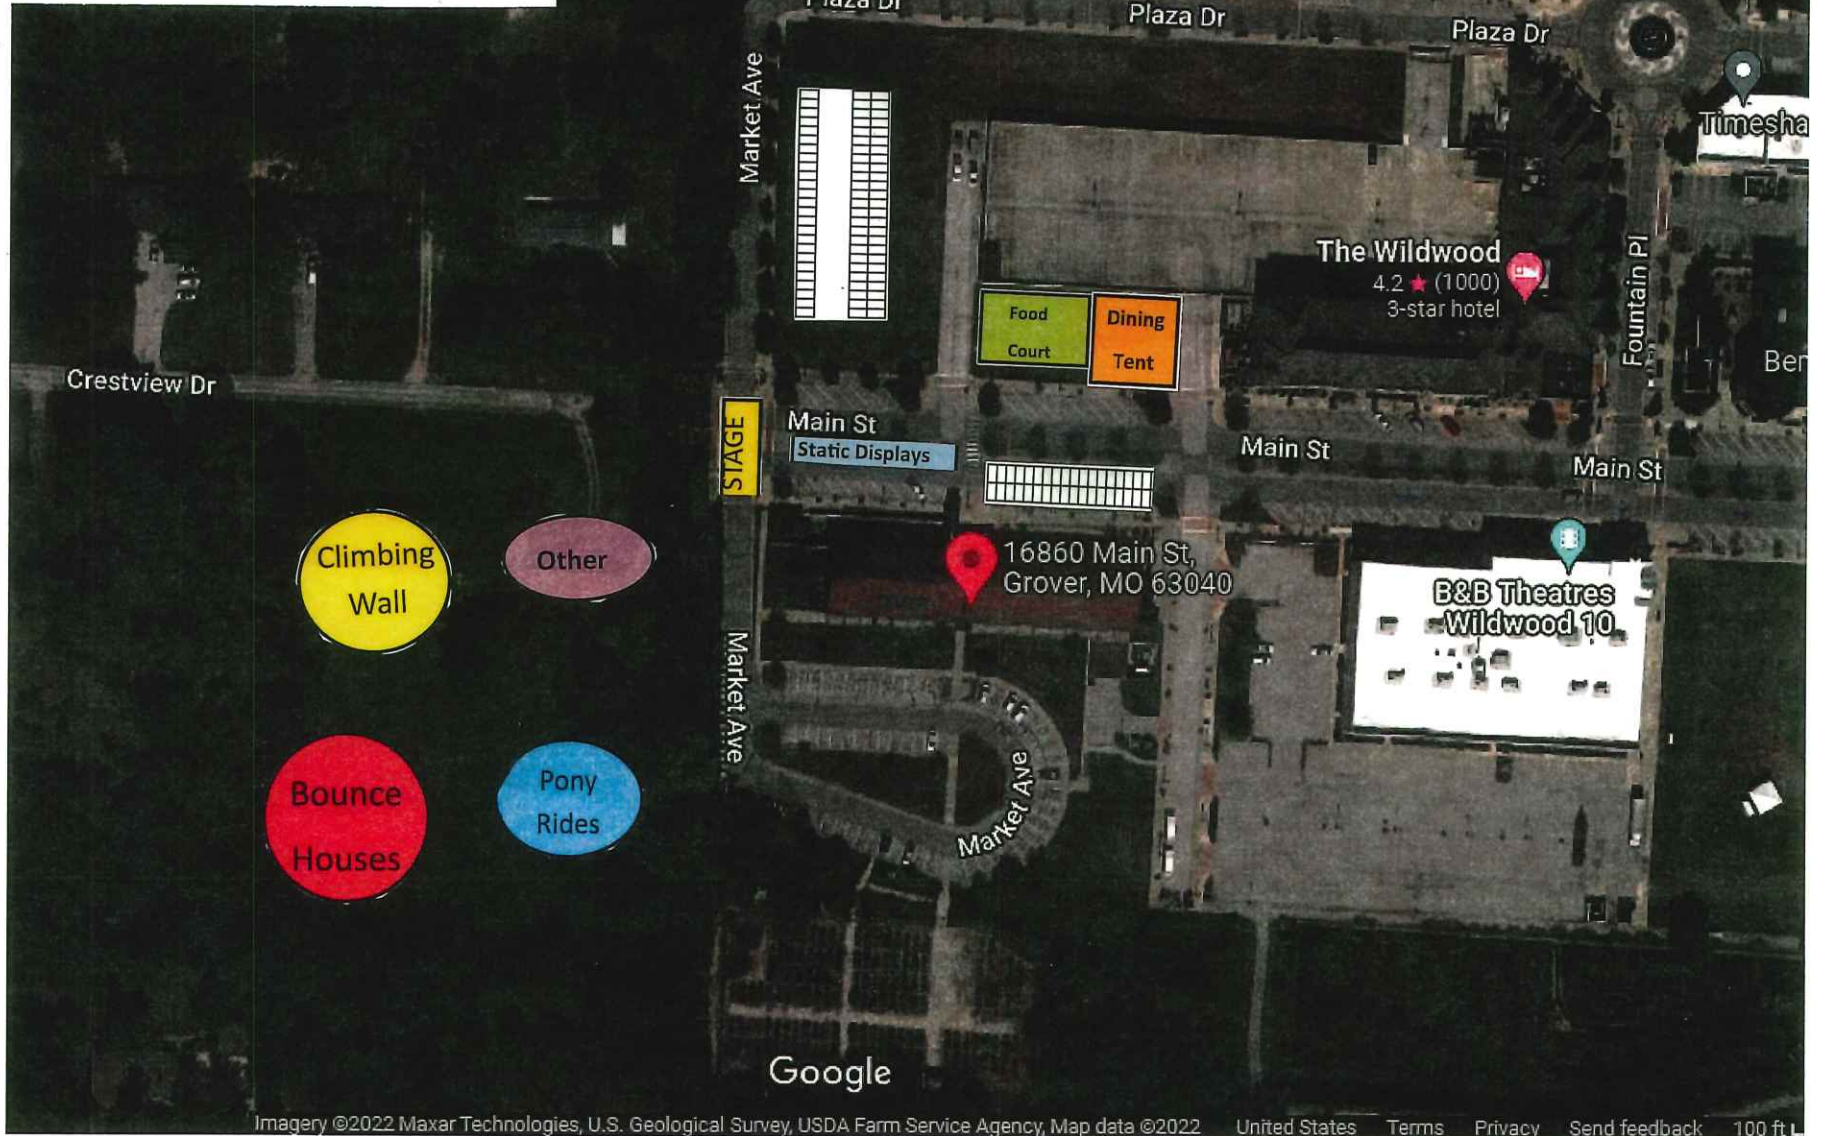 Plaza Dr
Plaza Dr
Plaza Dr
Market Ave
Timesha
The Wildwood
4.2 ★ (1000)
3-star hotel
Fountain Pl
Food
Court
Dining
Tent
Ber
Crestview Dr
STAGE
Main St
Static Displays
Main St
Main St
Climbing
Wall
Other
16860 Main St,
Grover, MO 63040
B&B Theatres
Wildwood 10
Market Ave
Bounce
Houses
Pony
Rides
Market Ave
Google
Imagery ©2022 Maxar Technologies, U.S. Geological Survey, USDA Farm Service Agency, Map data ©2022 United States Terms Privacy Send feedback 100 ft